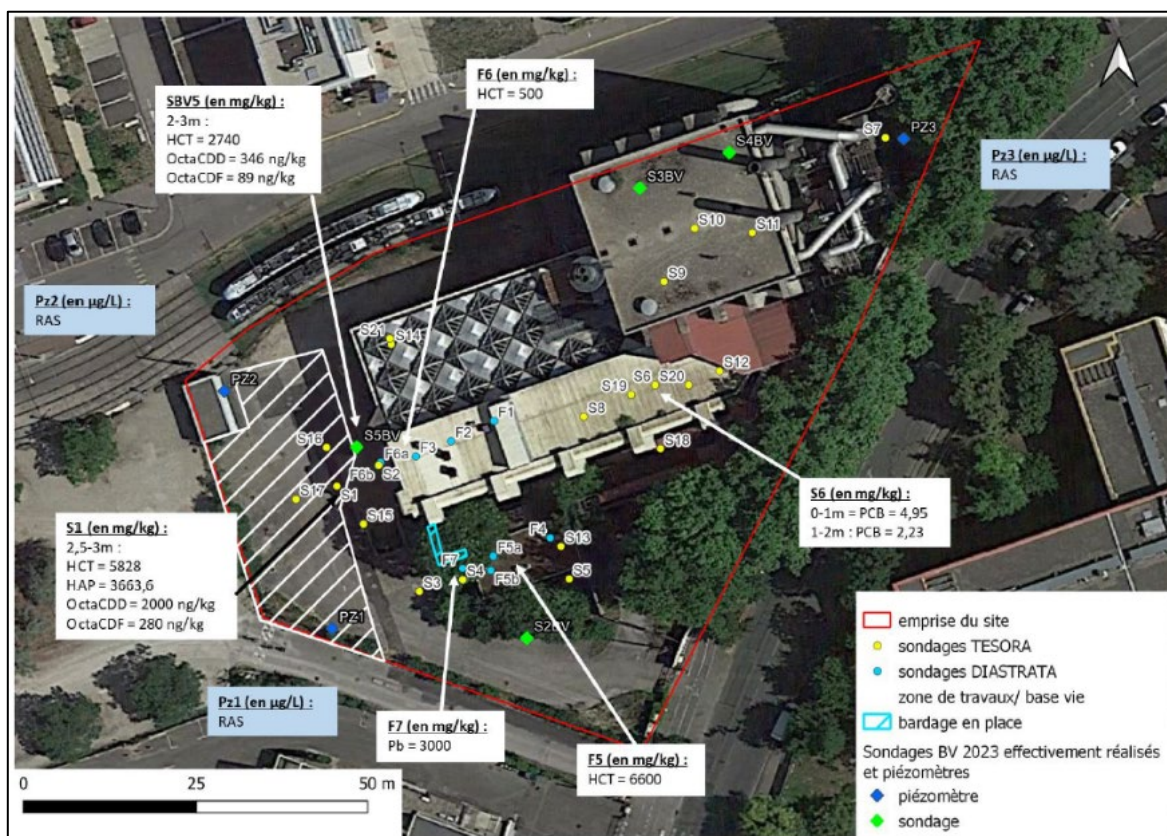 F6 (en mg/kg) :
HCT = 500
SBV5 (en mg/kg) :
2-3m :
HCT = 2740
OctaCDD = 346 ng/kg
OctaCDF = 89 ng/kg
S7
PZ3
S4BV
Pz3 (en µg/L) :
RAS
S3BV
S10
S11
S9
Pz2 (en µg/L) :
RAS
S21
S14
PZ2
S12
S19
S6
S20
S8
F1
F2
F3
S5BV
S16
F6a
F6b
S2
S18
S17
S1
S15
S6 (en mg/kg) :
0-1m = PCB = 4,95
1-2m : PCB = 2,23
S1 (en mg/kg) :
2,5-3m :
HCT = 5828
HAP = 3663,6
OctaCDD = 2000 ng/kg
OctaCDF = 280 ng/kg
F4
S13
F5a
F7
S4
F5b
S5
S3
PZ1
S2BV
Pz1 (en µg/L) :
RAS
F7 (en mg/kg) :
Pb = 3000
F5 (en mg/kg) :
HCT = 6600
0 25 50 m
emprise du site
sondages TESORA
sondages DIASTRATA
zone de travaux/ base vie
bardage en place
Sondages BV 2023 effectivement réalisés
et piézomètres
piézomètre
sondage